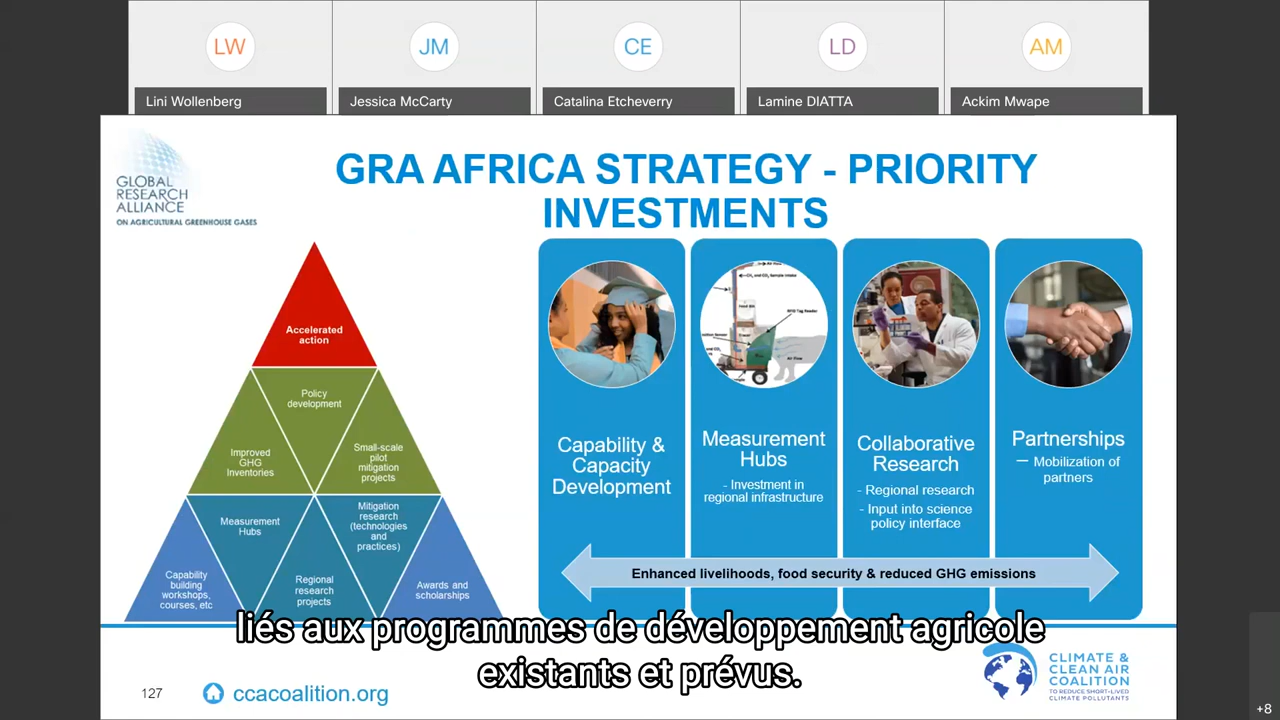 LW
JM
CE
LD
AM
Lini Wollenberg
Jessica McCarty
Catalina Etcheverry
Lamine DIATTA
Ackim Mwape
GLOBAL
RESEARCH
ALLIANCE
ON AGRICULTURAL GREENHOUSE GASES
GRA AFRICA STRATEGY - PRIORITY
INVESTMENTS
Accelerated
action
Policy
development
Improved
GHG
Inventories
Small-scale
pilot
mitigation
projects
Measurement
Hubs
Mitigation
research
(technologies
and
practices)
Capability
building
workshops,
courses, etc
Regional
research
projects
Awards and
scholarships
Capability &
Capacity
Development
Measurement
Hubs
- Investment in
regional infrastructure
Collaborative
Research
- Regional research
- Input into science
policy interface
Partnerships
— Mobilization of
partners
Enhanced livelihoods, food security & reduced GHG emissions
liés aux programmes de développement agricole
existants et prévus.
127
ccacoalition.org
CLIMATE &
CLEAN AIR
COALITION
TO REDUCE SHORT-LIVED
CLIMATE POLLUTANTS
+8